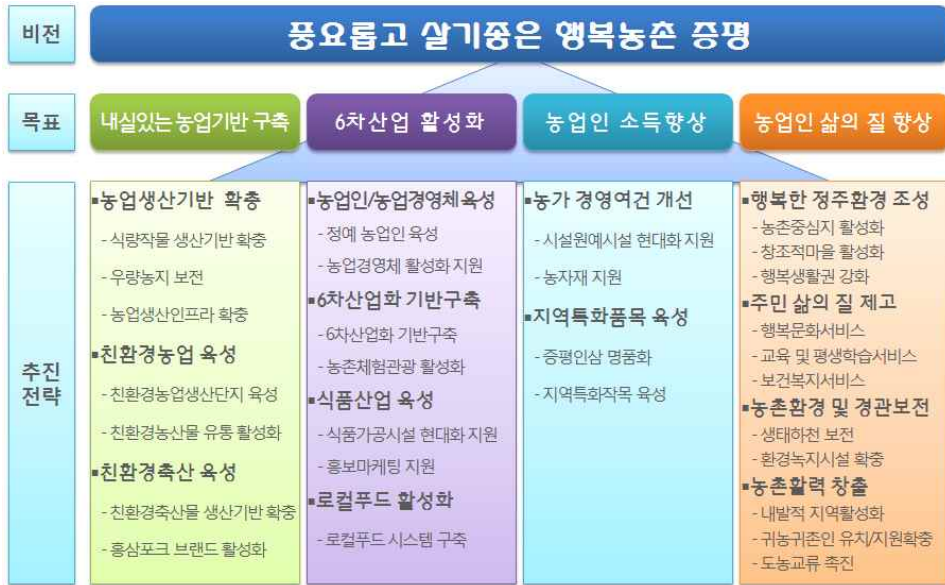 비전
풍요롭고 살기좋은 행복농촌 증평
목표
내실있는 농업기반 구축
6차산업 활성화
농업인 소득향상
농업인 삶의 질 향상
추진
전략
▪농업생산기반 확충
- 식량작물 생산기반 확충
- 우량농지 보전
- 농업생산인프라 확충
▪친환경농업 육성
- 친환경농업생산단지 육성
- 친환경농산물 유통 활성화
▪친환경축산 육성
- 친환경축산물 생산기반 확충
- 홍삼포크 브랜드 활성화
▪농업인/농업경영체 육성
- 정예 농업인 육성
- 농업경영체 활성화 지원
▪6차산업화 기반구축
- 6차산업화 기반구축
- 농촌체험관광 활성화
▪식품산업 육성
- 식품가공시설 현대화 지원
- 홍보마케팅 지원
▪로컬푸드 활성화
- 로컬푸드 시스템 구축
▪농가 경영여건 개선
- 시설원예시설 현대화 지원
- 농자재 지원
▪지역특화품목 육성
- 증평인삼 명품화
- 지역특화작목 육성
▪행복한 정주환경 조성
- 농촌중심지 활성화
- 창조적마을 활성화
- 행복생활권 강화
▪주민 삶의 질 제고
- 행복문화서비스
- 교육 및 평생학습서비스
- 보건복지서비스
▪농촌환경 및 경관보전
- 생태하천 보전
- 환경녹지시설 확충
▪농촌활력 창출
- 내발적 지역활성화
- 귀농귀촌인 유치/지원확충
- 도농교류 촉진